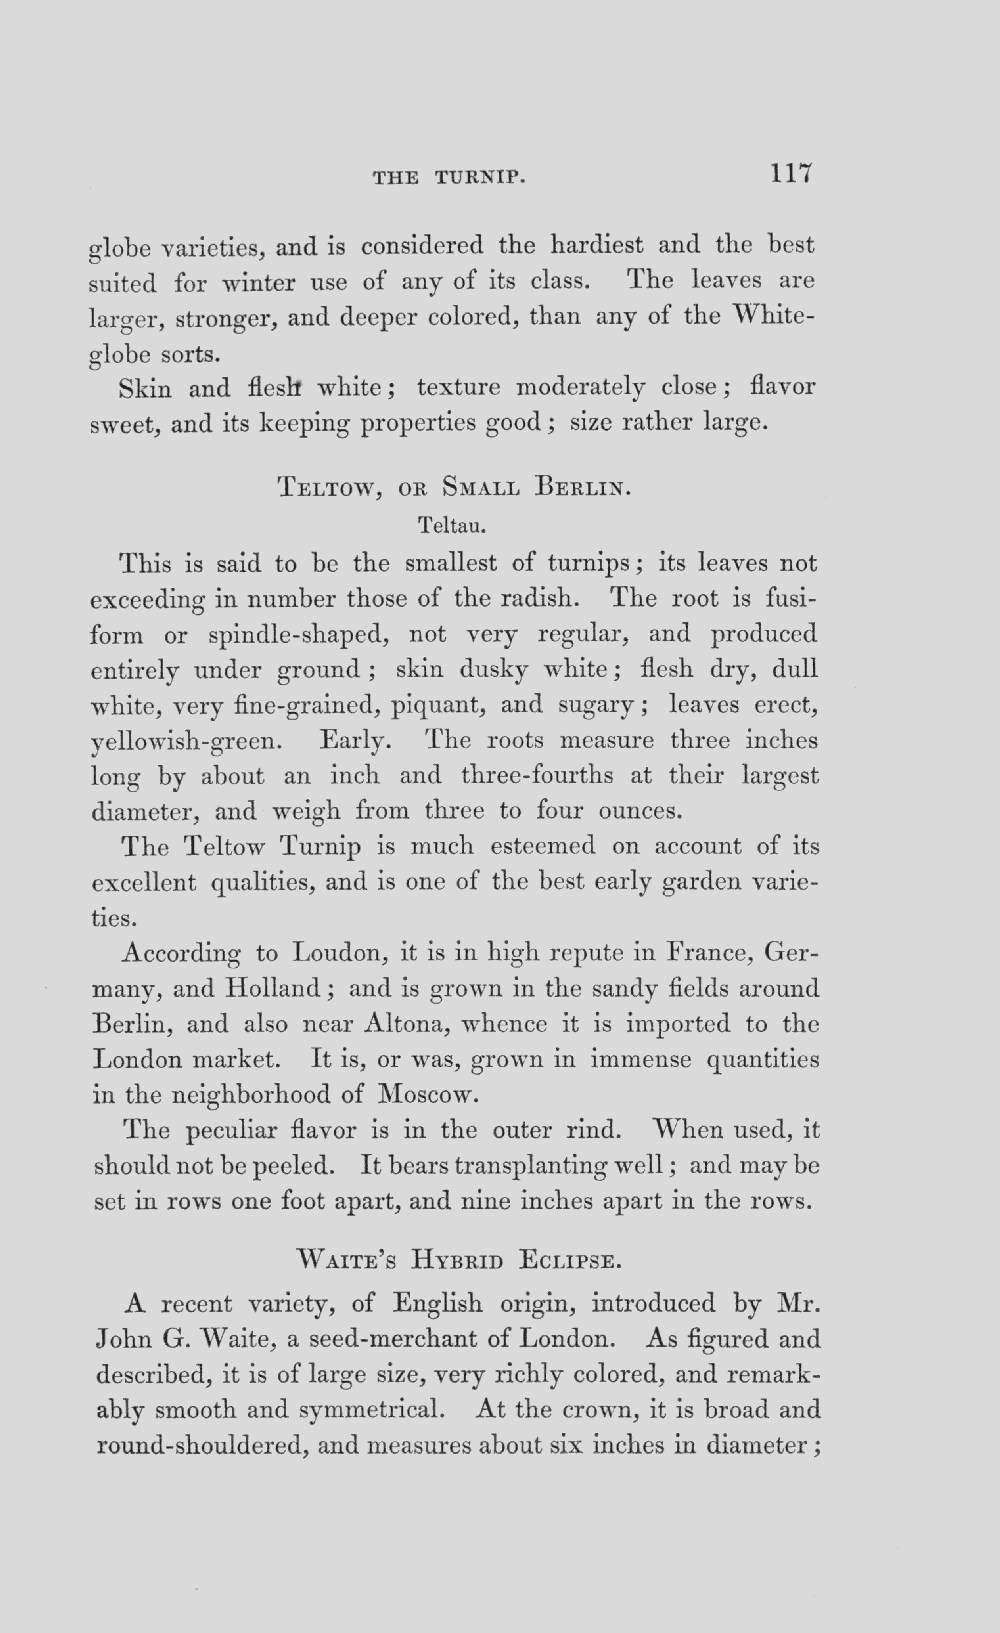 THE TURNIP. 117
globe varieties, and is considered the hardiest and the best
suited for winter use of any of its class. The leaves are
larger, stronger, and deeper colored, than any of the White-
globe sorts.
Skin and flesh white; texture moderately close; flavor
sweet, and its keeping properties good; size rather large.
TELTOW, OR SMALL BERLIN.
Teltau.
This is said to be the smallest of turnips; its leaves not
exceeding in number those of the radish. The root is fusi-
form or spindle-shaped, not very regular, and produced
entirely under ground; skin dusky white; flesh dry, dull
white, very fine-grained, piquant, and sugary; leaves erect,
yellowish-green. Early. The roots measure three inches
long by about an inch and three-fourths at their largest
diameter, and weigh from three to four ounces.
The Teltow Turnip is much esteemed on account of its
excellent qualities, and is one of the best early garden varie-
ties.
According to Loudon, it is in high repute in France, Ger-
many, and Holland; and is grown in the sandy fields around
Berlin, and also near Altona, whence it is imported to the
London market. It is, or was, grown in immense quantities
in the neighborhood of Moscow.
The peculiar flavor is in the outer rind. When used, it
should not be peeled. It bears transplanting well; and may be
set in rows one foot apart, and nine inches apart in the rows.
WAITE'S HYBRID ECLIPSE.
A recent variety, of English origin, introduced by Mr.
John G. Waite, a seed-merchant of London. As figured and
described, it is of large size, very richly colored, and remark-
ably smooth and symmetrical. At the crown, it is broad and
round-shouldered, and measures about six inches in diameter;